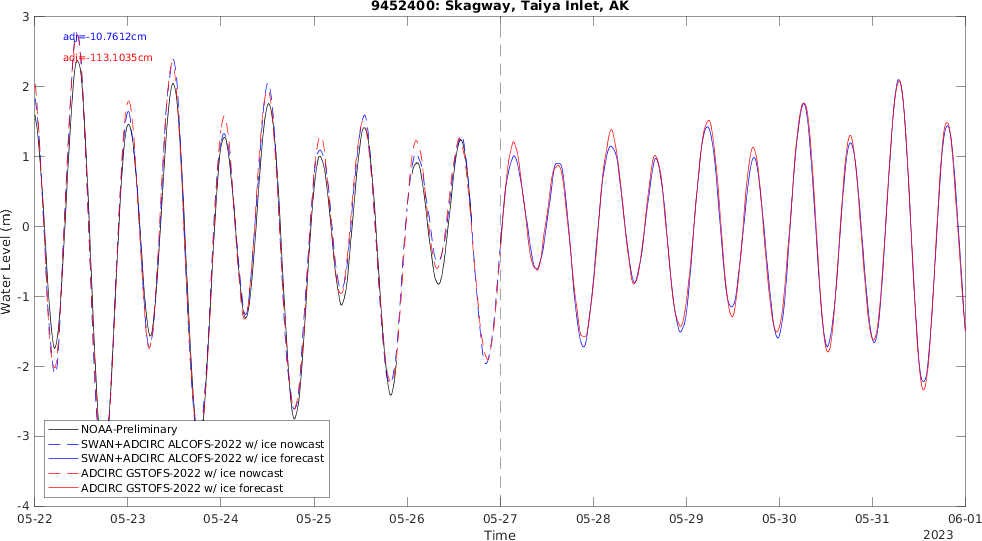 9452400: Skagway, Taiya Inlet, AK
3
2
1
0
-1
-2
-3
-4
Water Level (m)
adj=-10.7612cm
adj=-113.1035cm
NOAA-Preliminary
SWAN+ADCIRC ALCOFS-2022 w/ ice nowcast
SWAN+ADCIRC ALCOFS-2022 w/ ice forecast
ADCIRC GSTOFS-2022 w/ ice nowcast
ADCIRC GSTOFS-2022 w/ ice forecast
05-22 05-23 05-24 05-25 05-26 05-27 05-28 05-29 05-30 05-31 06-01
Time
2023